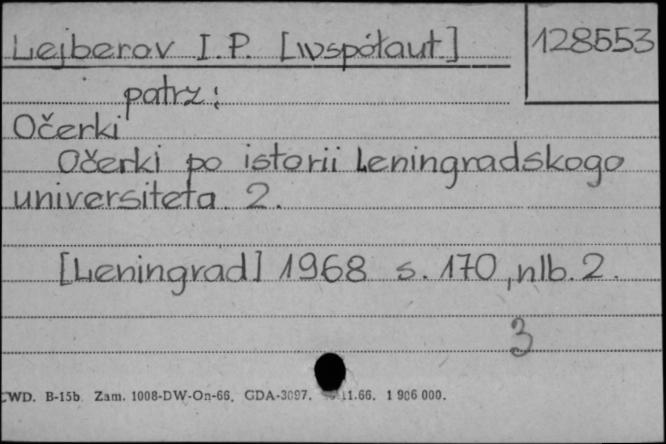 Lejberov I.P. [współaut] 128553
patrz:
Očerki
Očerki po istorii Leningradskogo
universiteta. 2.
[Leningrad] 1968 s. 170, nlb. 2.
3
CWD. B-15b. Zam. 1008-DW-On-66. GDA-3097. 11.66. 1 906 000.